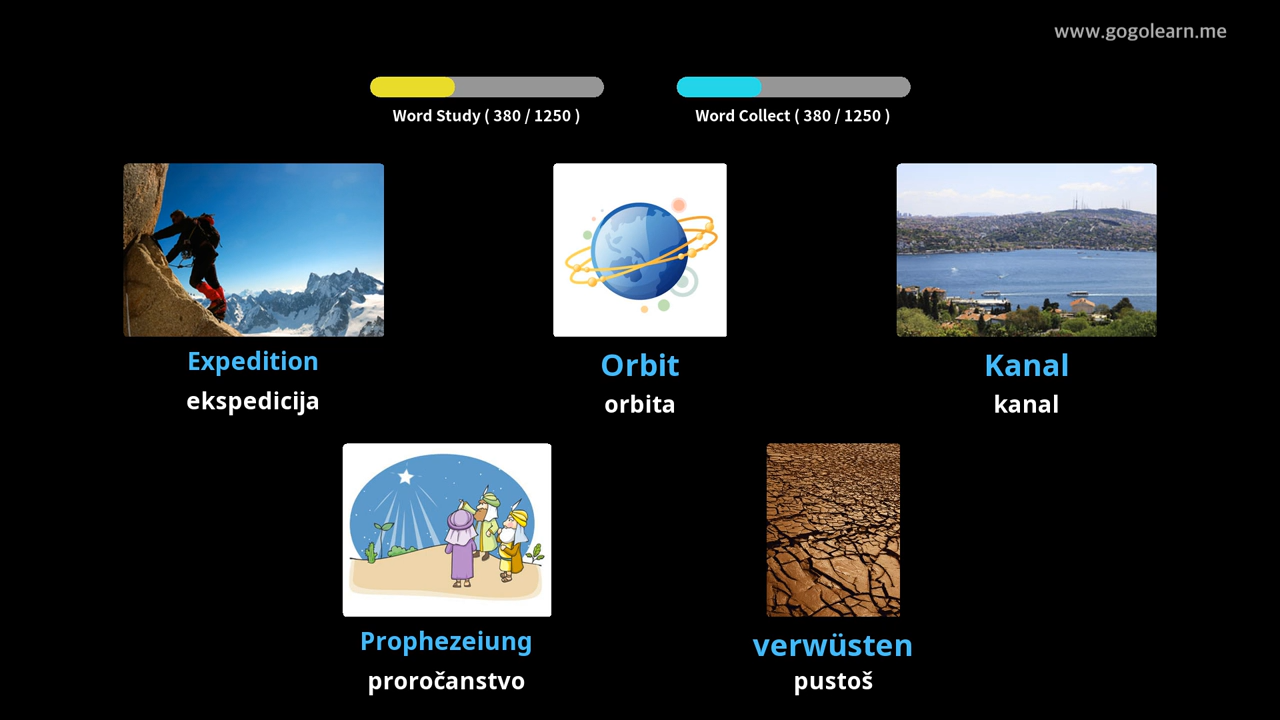 www.gogolearn.me
Word Study ( 380 / 1250 )
Word Collect ( 380 / 1250 )
Expedition
ekspedicija
Orbit
orbita
Kanal
kanal
Prophezeiung
proročanstvo
verwüsten
pustoš